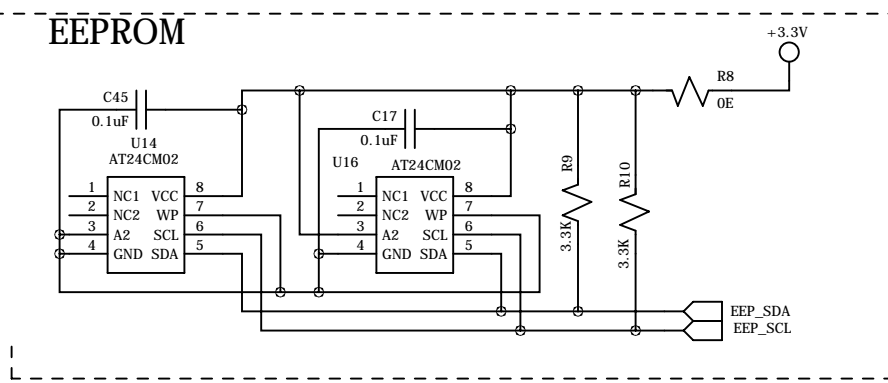 EEPROM
+3.3V
R8
0E
C45
0.1uF
U14
AT24CM02
C17
0.1uF
U16
AT24CM02
R9
3.3K
R10
3.3K
1 NC1 VCC 8
2 NC2 WP 7
3 A2 SCL 6
4 GND SDA 5
1 NC1 VCC 8
2 NC2 WP 7
3 A2 SCL 6
4 GND SDA 5
EEP_SDA
EEP_SCL